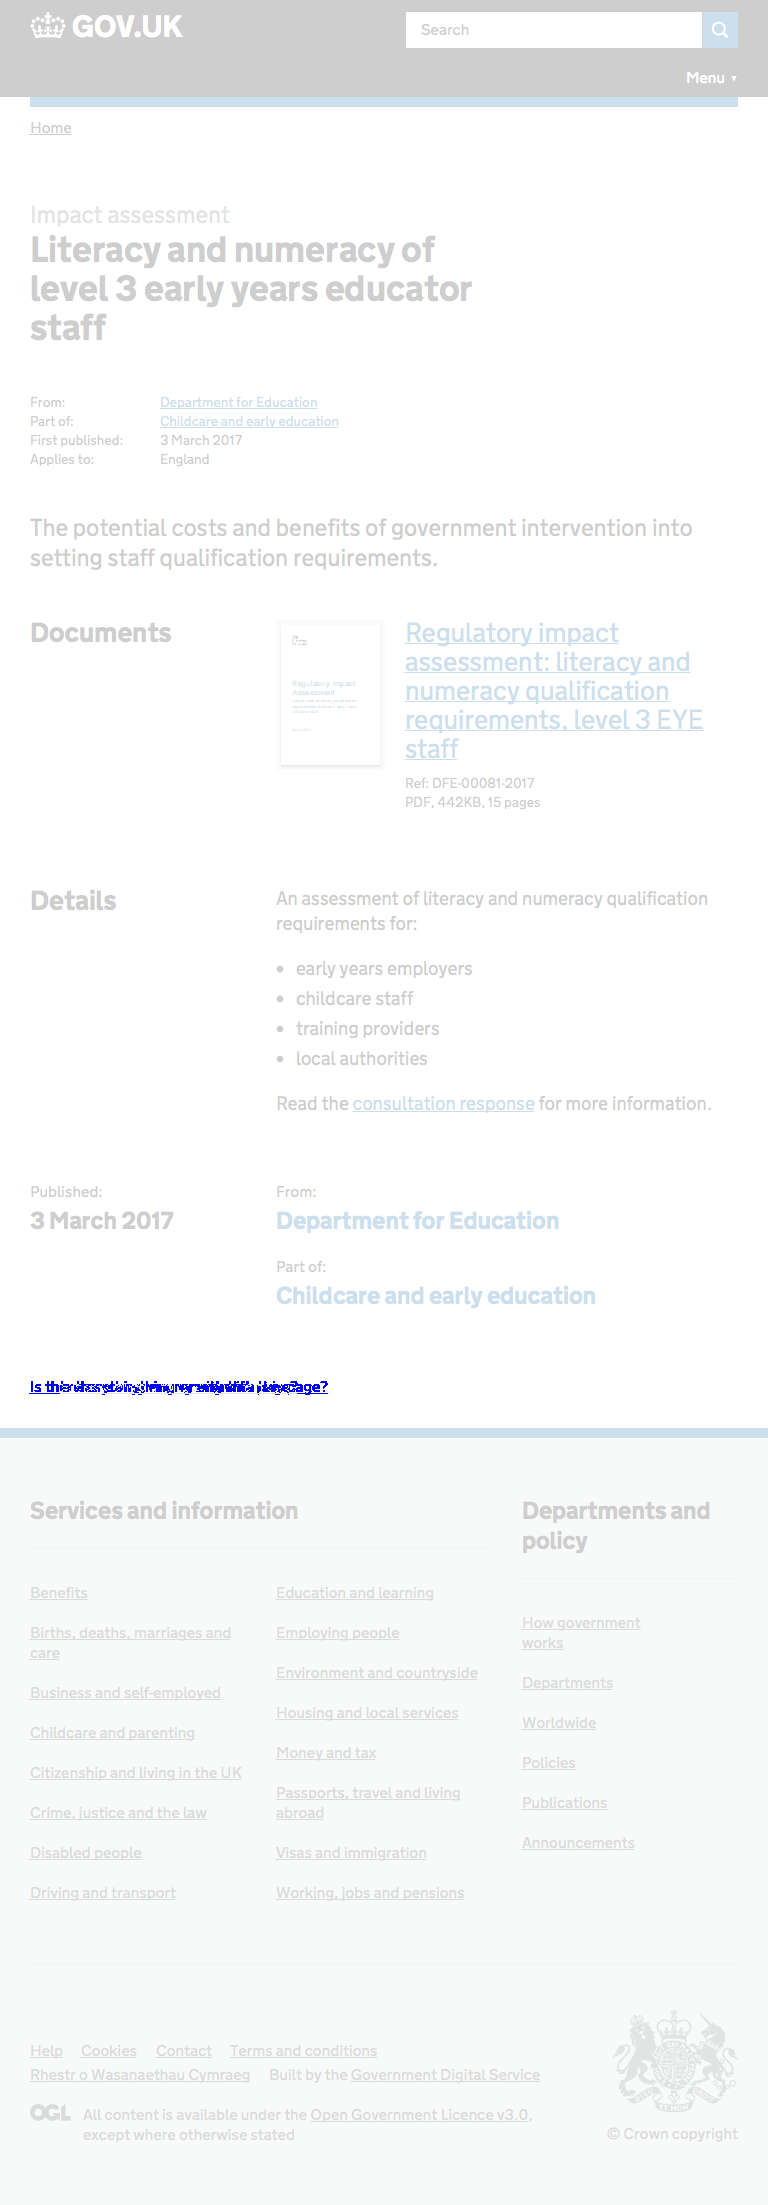 GOV.UK
Search
Menu ▼
Home
Impact assessment
Literacy and numeracy of
level 3 early years educator
staff
From: Department for Education
Part of: Childcare and early education
First published: 3 March 2017
Applies to: England
The potential costs and benefits of government intervention into
setting staff qualification requirements.
Documents
Regulatory Impact
Assessment
Regulatory impact
assessment: literacy and
numeracy qualification
requirements, level 3 EYE
staff
Ref: DFE-00081-2017
PDF, 442KB, 15 pages
Details
An assessment of literacy and numeracy qualification
requirements for:
• early years employers
• childcare staff
• training providers
• local authorities
Read the consultation response for more information.
Published:
3 March 2017
From:
Department for Education
Part of:
Childcare and early education
Services and information
Benefits
Births, deaths, marriages and
care
Business and self-employed
Childcare and parenting
Citizenship and living in the UK
Crime, justice and the law
Disabled people
Driving and transport
Education and learning
Employing people
Environment and countryside
Housing and local services
Money and tax
Passports, travel and living
abroad
Visas and immigration
Working, jobs and pensions
Departments and
policy
How government
works
Departments
Worldwide
Policies
Publications
Announcements
Help Cookies Contact Terms and conditions
Rhestr o Wasanaethau Cymraeg Built by the Government Digital Service
OGL All content is available under the Open Government Licence v3.0,
except where otherwise stated
© Crown copyright